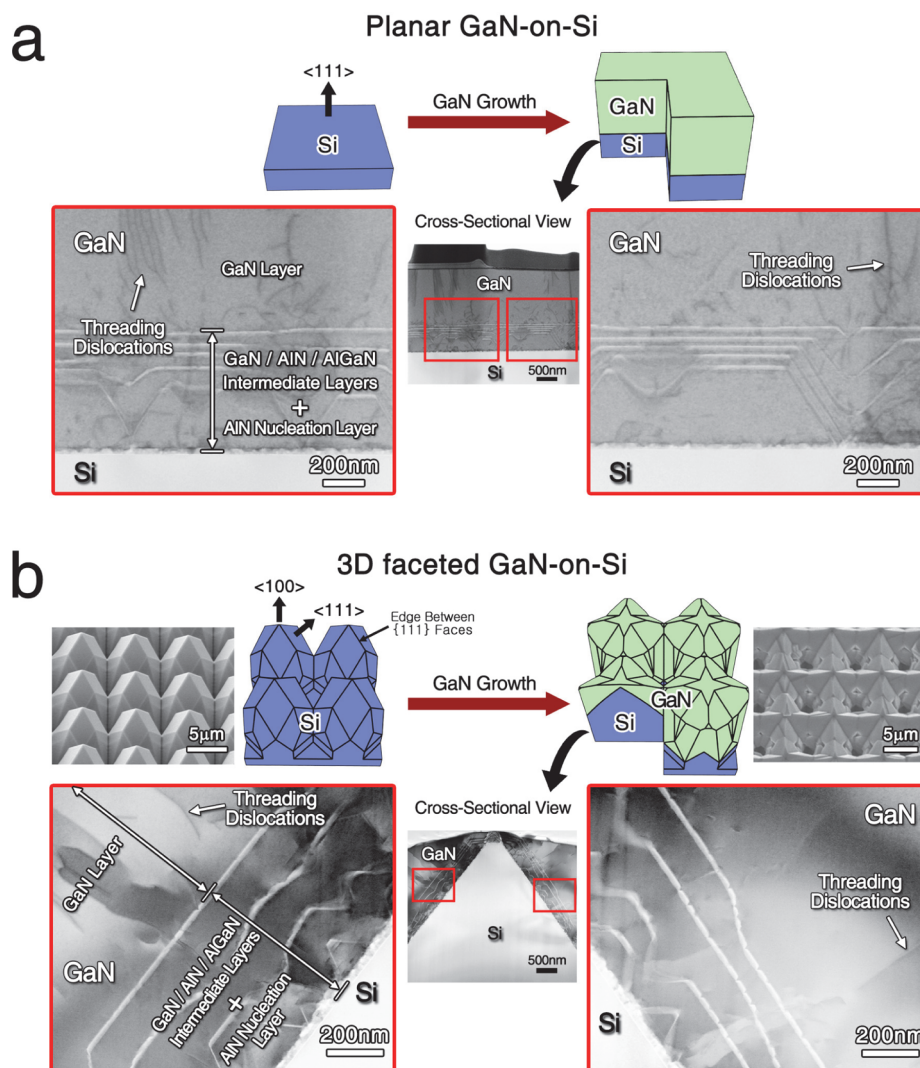 a
Planar GaN-on-Si
<111>
Si
GaN Growth
GaN
Si
Cross-Sectional View
GaN
GaN Layer
Threading
Dislocations
GaN / AlN / AlGaN
Intermediate Layers
+
AlN Nucleation Layer
Si
200nm
GaN
Si
500nm
GaN
Threading
Dislocations
Si
200nm
b
3D faceted GaN-on-Si
<100>
<111>
Edge Between
{111} Faces
5μm
Si
GaN Growth
GaN
Si
5μm
Cross-Sectional View
Threading
Dislocations
GaN Layer
GaN
GaN / AlN / AlGaN
Intermediate Layers
+
AlN Nucleation
Layer
Si
200nm
GaN
Si
500nm
GaN
Threading
Dislocations
Si
200nm